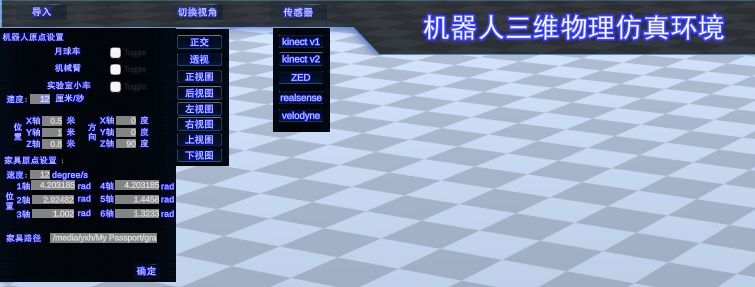 导入 切换视角 传感器
机器人三维物理仿真环境
机器人原点设置
月球车 Toggle
机械臂 Toggle
实验室小车 Toggle
速度: 12 厘米/秒
位置 方向
X轴 0.5 米 X轴 0 度
Y轴 1 米 Y轴 0 度
Z轴 0.8 米 Z轴 90 度
家具原点设置 :
速度: 12 degree/s
位置
1轴 4.203185 rad 4轴 4.203185 rad
2轴 2.92482 rad 5轴 1.4458 rad
3轴 1.002 rad 6轴 1.3233 rad
家具路径 /media/yxh/My Passport/gra
确定
正交
透视
正视图
后视图
左视图
右视图
上视图
下视图
kinect v1
kinect v2
ZED
realsense
velodyne